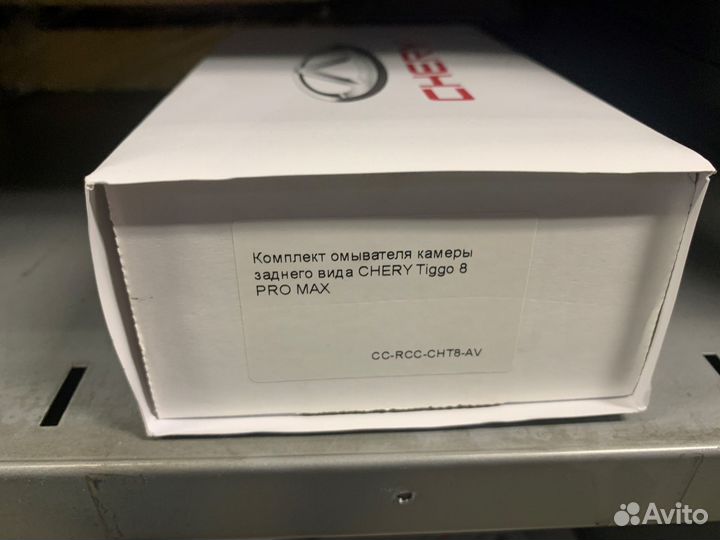 CHERY
Комплект омывателя камеры
заднего вида CHERY Tiggo 8
PRO MAX
CC-RCC-CHT8-AV
Avito